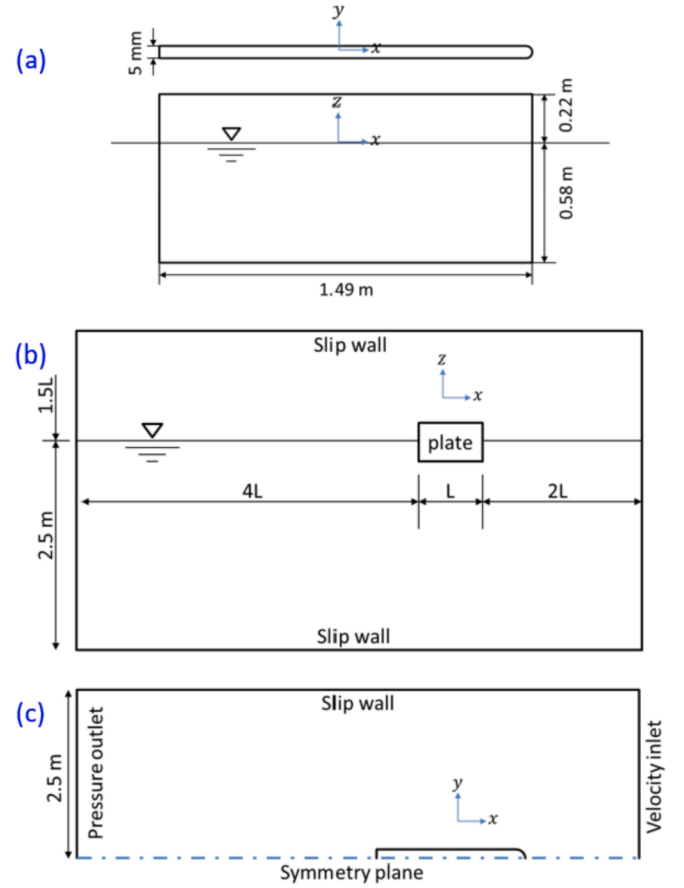 y
(a)
5 mm
x
z
x
0.22 m
0.58 m
1.49 m
(b)
Slip wall
z
x
1.5L
plate
4L
L
2L
2.5 m
Slip wall
(c)
Slip wall
2.5 m
Pressure outlet
y
x
Velocity inlet
Symmetry plane